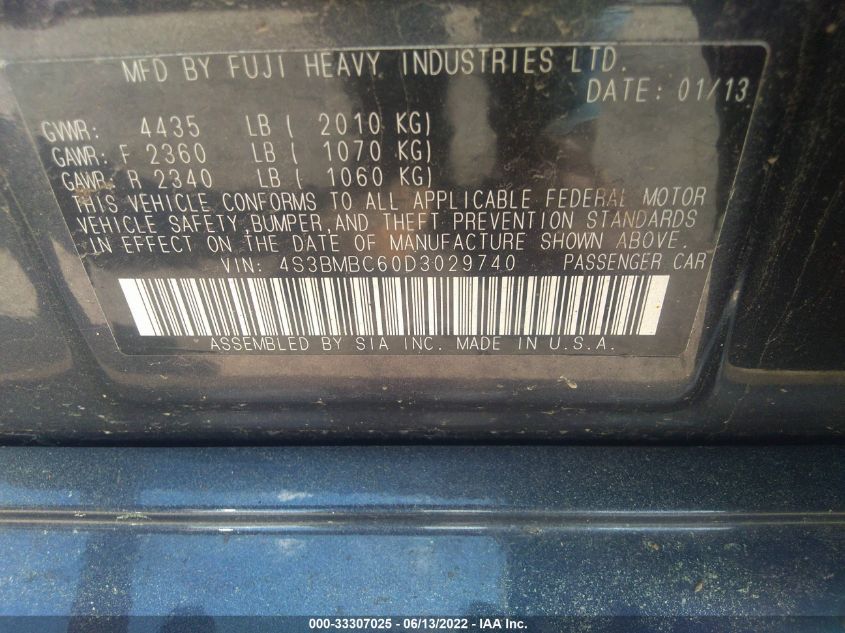 MFD BY FUJI HEAVY INDUSTRIES LTD.
DATE: 01/13
GVWR: 4435 LB ( 2010 KG)
GAWR: F 2360 LB ( 1070 KG)
GAWR: R 2340 LB ( 1060 KG)
THIS VEHICLE CONFORMS TO ALL APPLICABLE FEDERAL MOTOR
VEHICLE SAFETY,BUMPER,AND THEFT PREVENTION STANDARDS
IN EFFECT ON THE DATE OF MANUFACTURE SHOWN ABOVE.
VIN: 4S3BMBC60D3029740 PASSENGER CAR
ASSEMBLED BY SIA INC. MADE IN U.S.A.
000-33307025 - 06/13/2022 - IAA Inc.